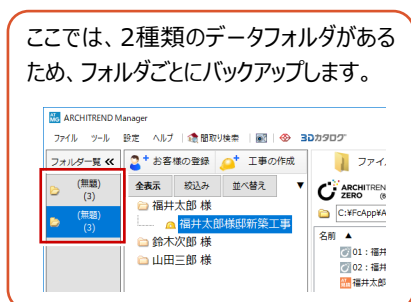 ここでは、2種類のデータフォルダがある
ため、フォルダごとにバックアップします。
ARCHITREND Manager
ファイル ツール 設定 ヘルプ 間取り検索 3Dカタログ
フォルダ一覧 お客様の登録 工事の作成 ファイ
(無題)
(3)
全表示 絞込み 並べ替え
ARCHITREN
ZERO
(無題)
(3)
福井太郎 様
福井太郎様邸新築工事
鈴木次郎 様
山田三郎 様
C:¥FcApp¥A
名前
01:福井
02:福井
福井太郎